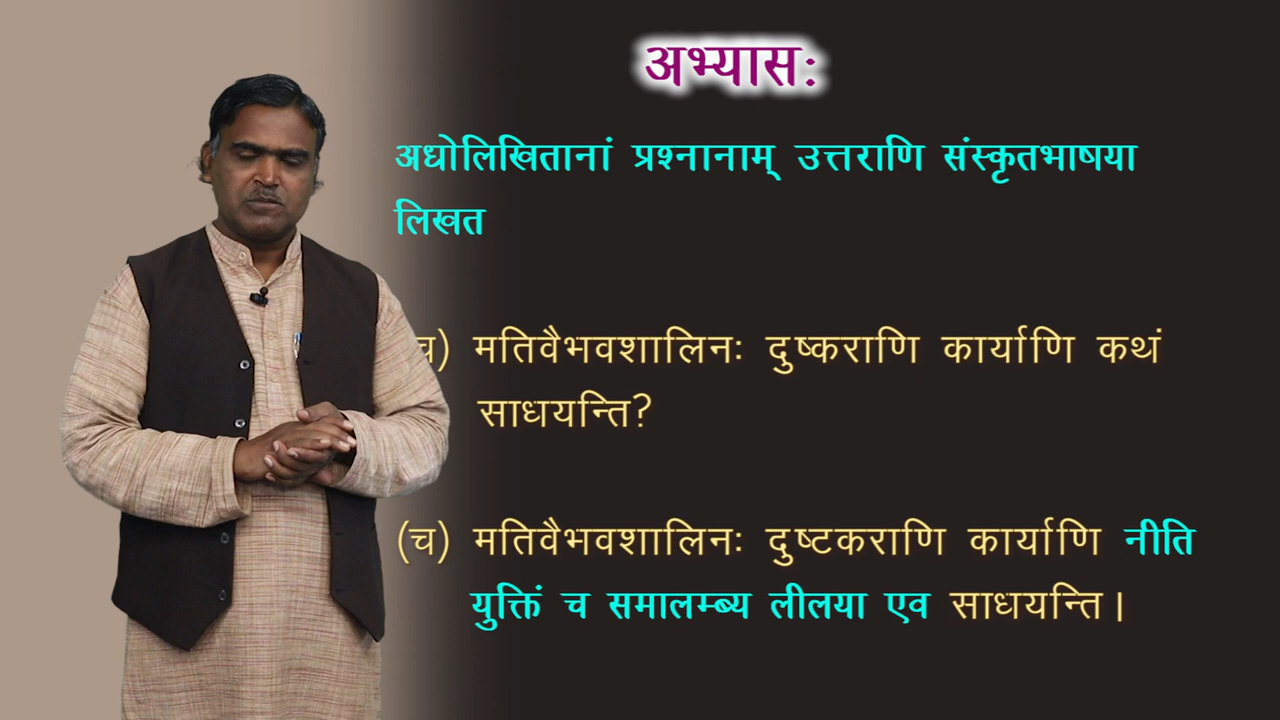 अभ्यासः
अधोलिखितानां प्रश्नानाम् उत्तराणि संस्कृतभाषया
लिखत
च) मतिवैभवशालिनः दुष्कराणि कार्याणि कथं
साधयन्ति?
(च) मतिवैभवशालिनः दुष्टकराणि कार्याणि नीति
युक्तिं च समालम्ब्य लीलया एव साधयन्ति।